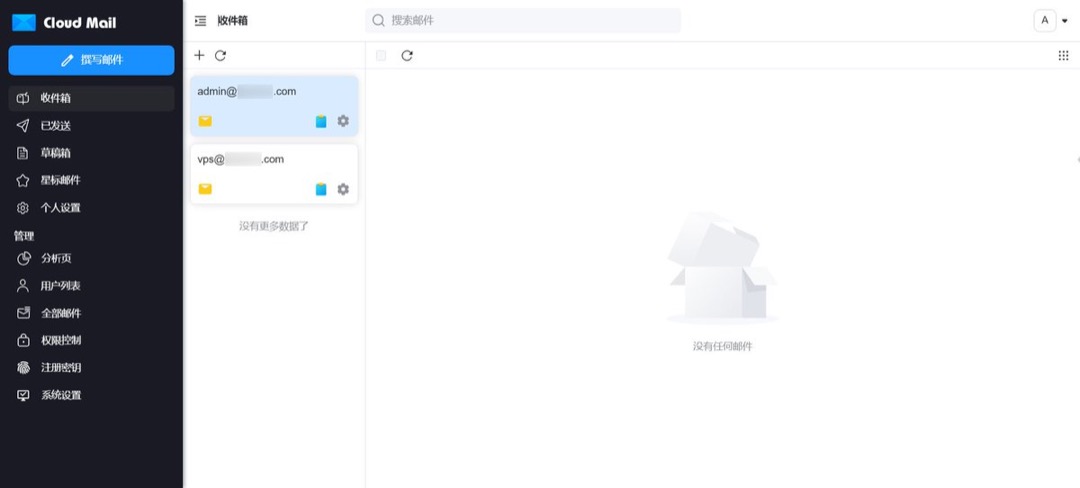 Cloud Mail
撰写邮件
收件箱
已发送
草稿箱
星标邮件
个人设置
管理
分析页
用户列表
全部邮件
权限控制
注册密钥
系统设置
收件箱
搜索邮件
A
admin@ .com
vps@ .com
没有更多数据了
没有任何邮件